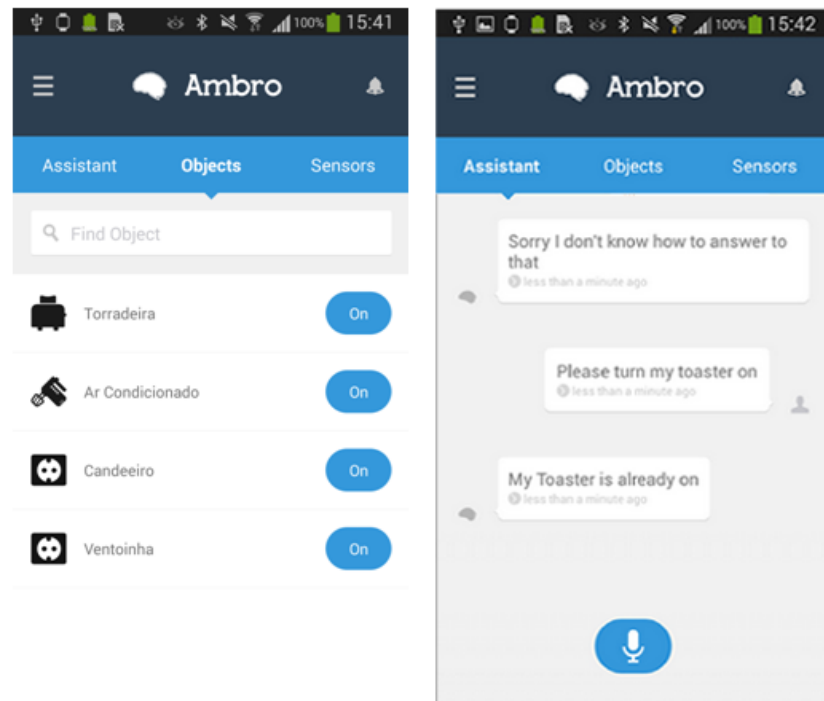 100% 15:41
Ambro
Assistant Objects Sensors
Find Object
Torradeira On
Ar Condicionado On
Candeeiro On
Ventoinha On
100% 15:42
Ambro
Assistant Objects Sensors
Sorry I don't know how to answer to
that
less than a minute ago
Please turn my toaster on
less than a minute ago
My Toaster is already on
less than a minute ago